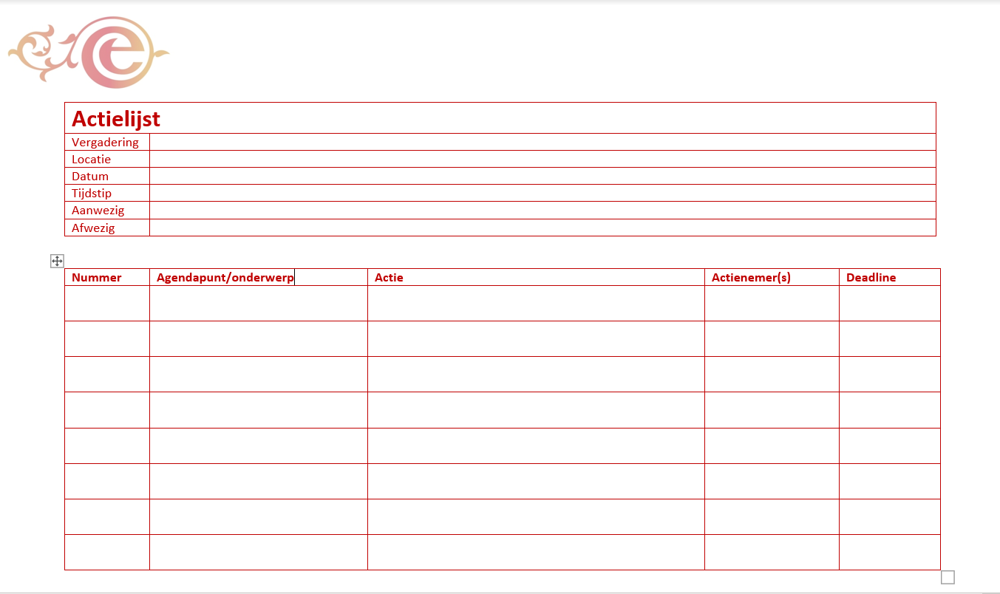 e
Actielijst
Vergadering
Locatie
Datum
Tijdstip
Aanwezig
Afwezig
Nummer Agendapunt/onderwerp Actie Actienemer(s) Deadline